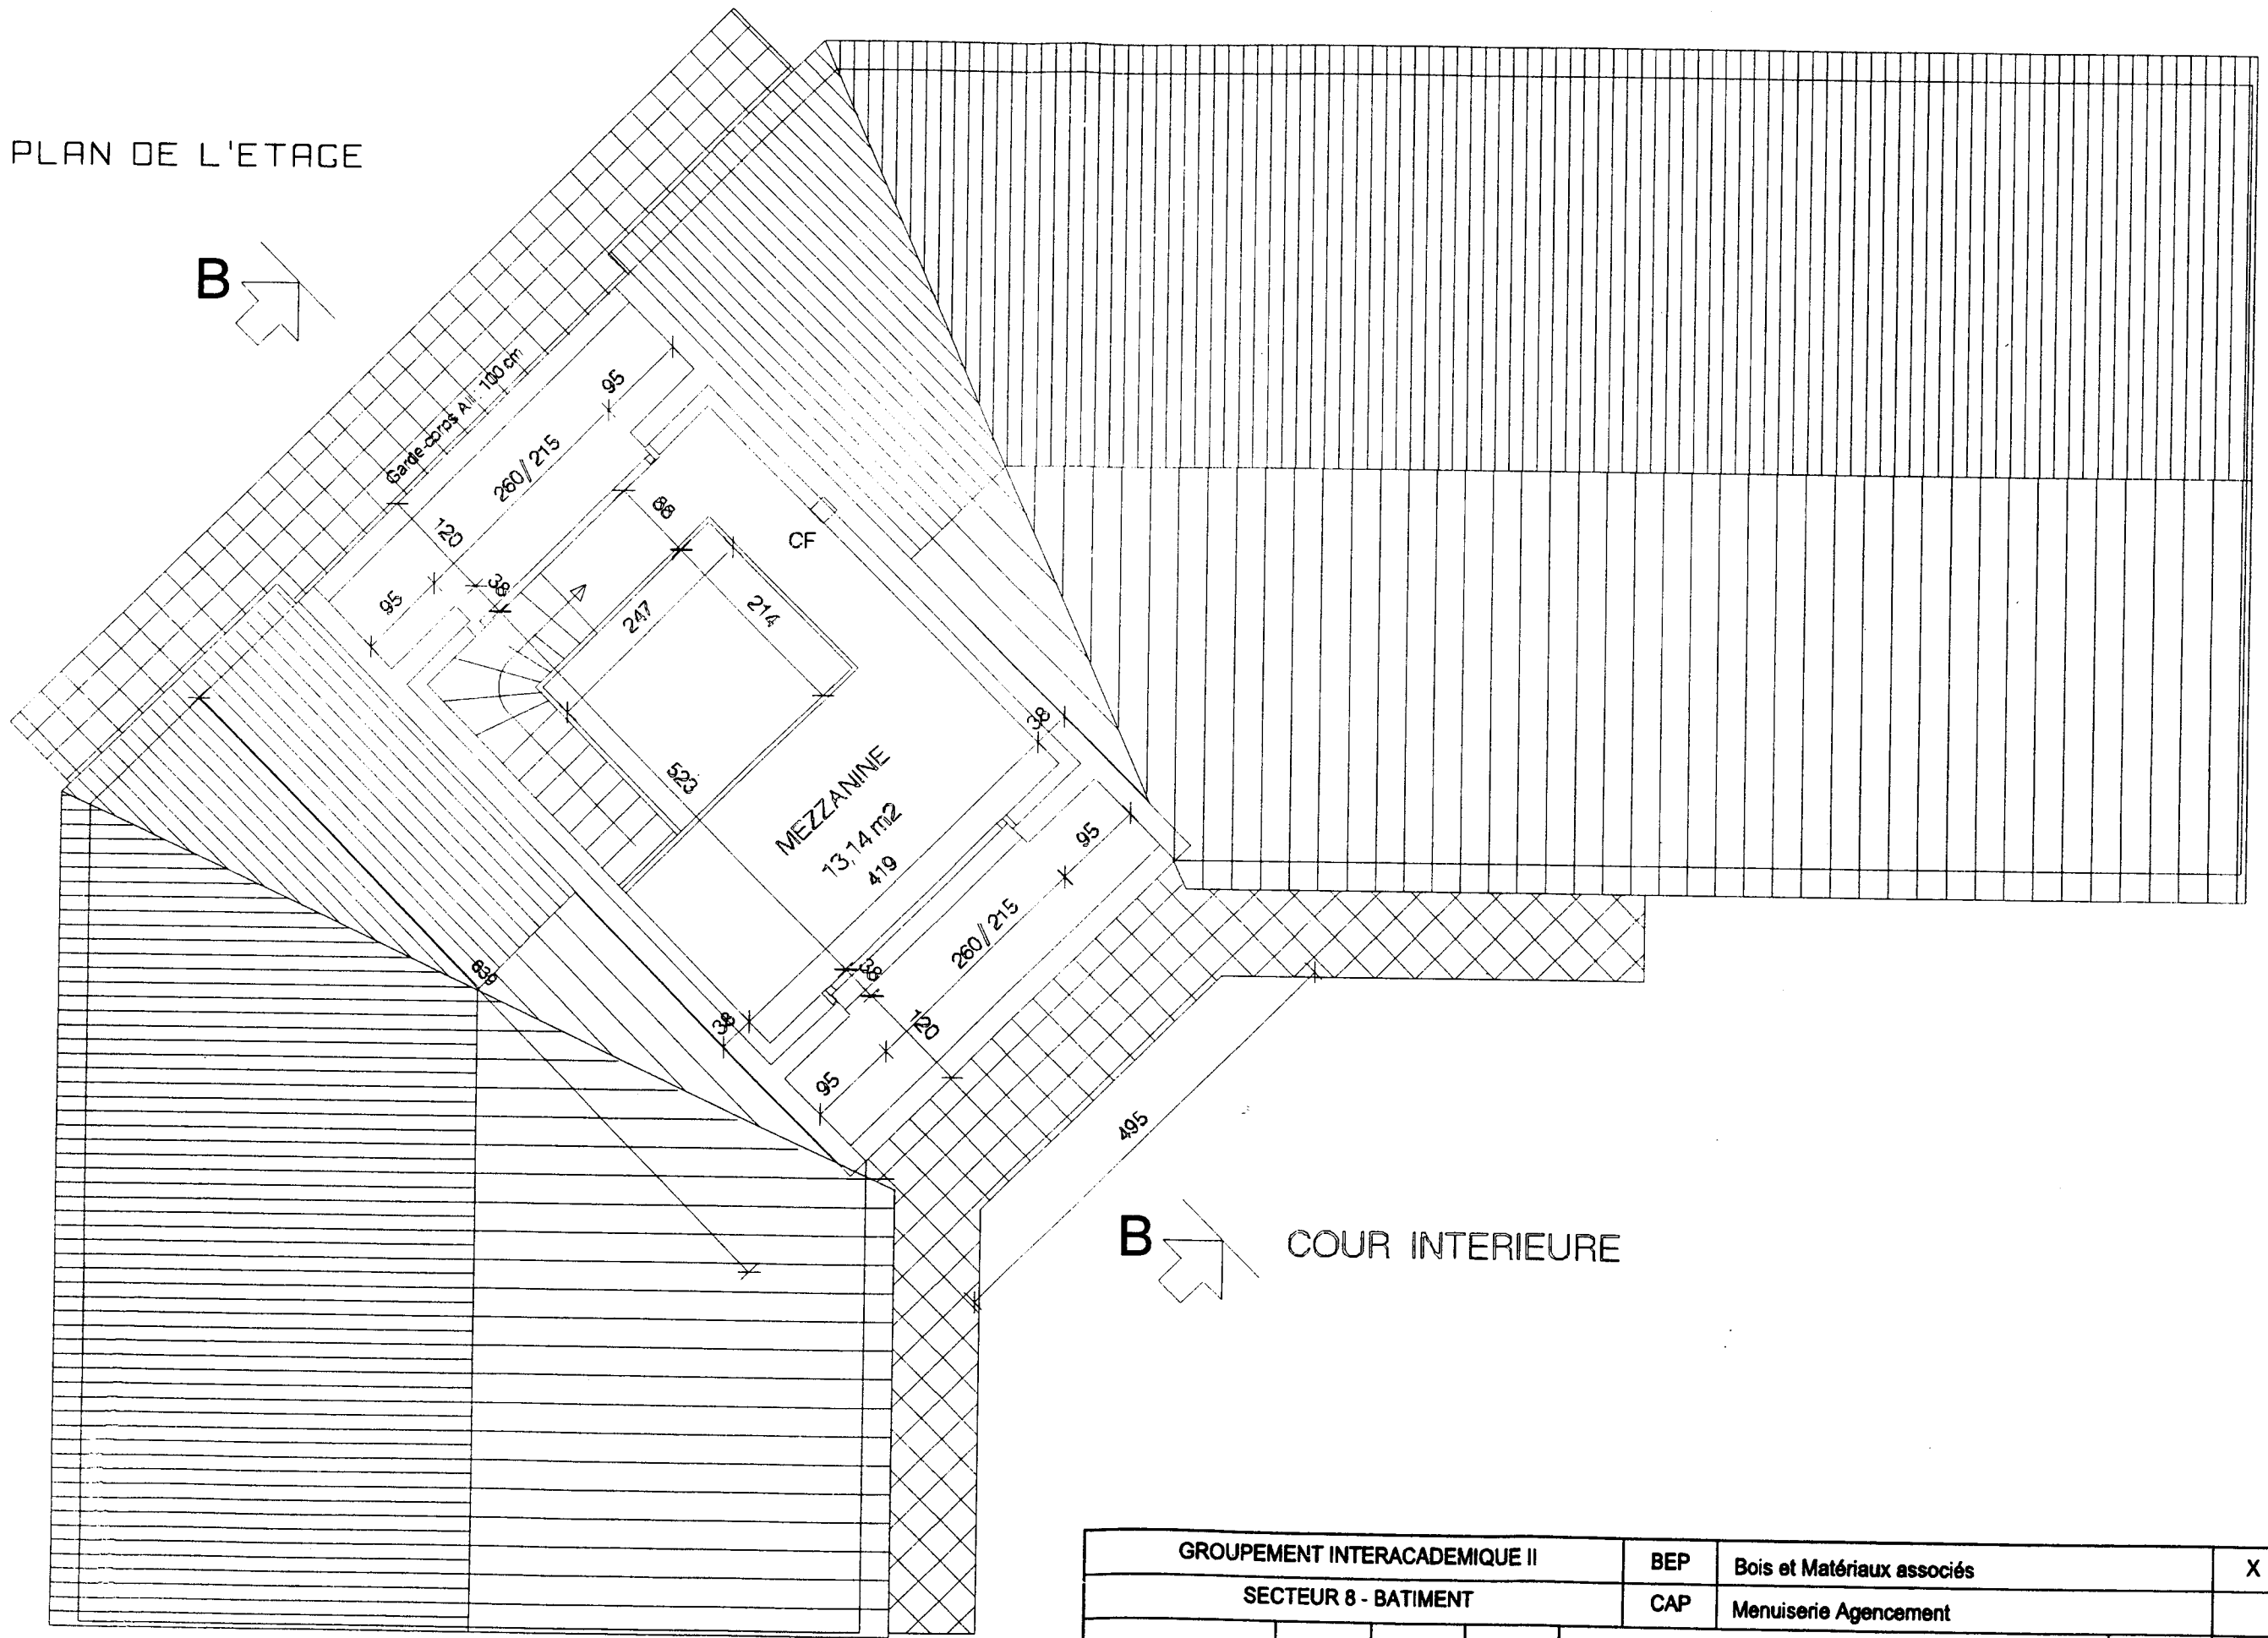 PLAN DE L'ETAGE
B
Garde-corps Alt : 100 cm
95
260/215
120
95
38
88
CF
247
214
523
38
MEZZANINE
13,14 m2
419
95
260/215
38
38
120
95
839
495
B
COUR INTERIEURE
GROUPEMENT INTERACADEMIQUE II
BEP
Bois et Matériaux associés
X
SECTEUR 8 - BATIMENT
CAP
Menuiserie Agencement